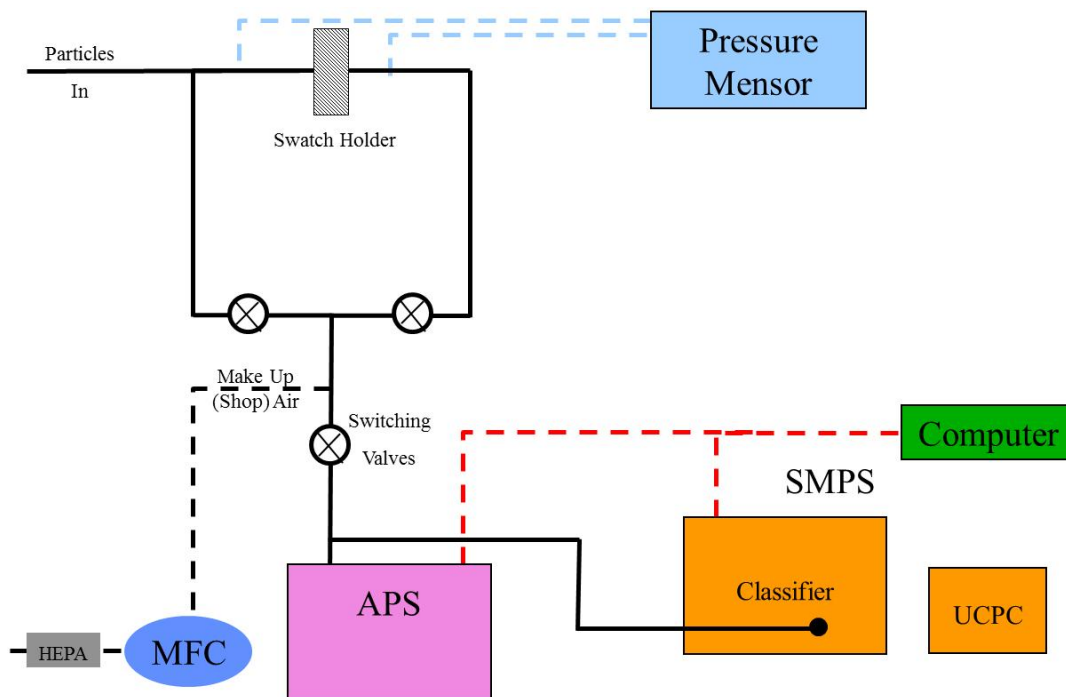 Particles
In
Swatch Holder
Pressure
Mensor
Make Up
(Shop) Air
Switching
Valves
Computer
SMPS
APS
Classifier
UCPC
HEPA
MFC